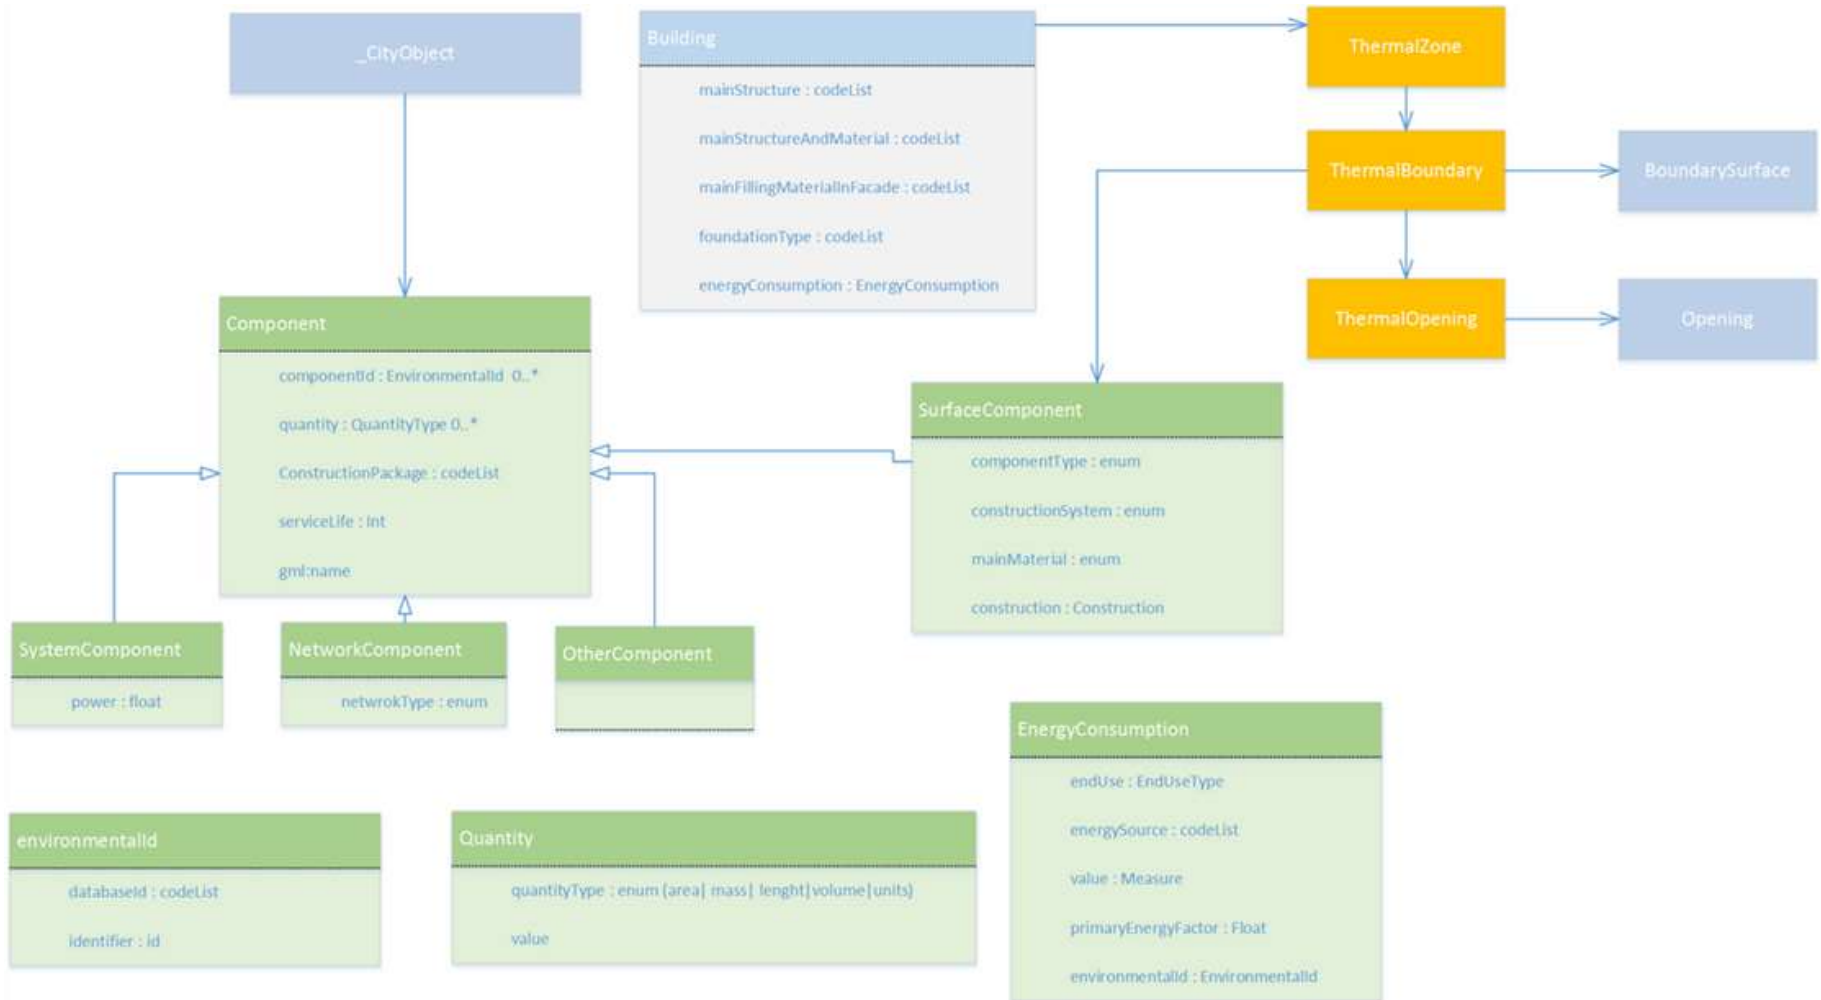 _CityObject
Building
mainStructure : codeList
mainStructureAndMaterial : codeList
mainFillingMaterialInFacade : codeList
foundationType : codeList
energyConsumption : EnergyConsumption
ThermalZone
ThermalBoundary
BoundarySurface
ThermalOpening
Opening
Component
componentId : EnvironmentalId 0..*
quantity : QuantityType 0..*
ConstructionPackage : codeList
serviceLife : Int
gml:name
SurfaceComponent
componentType : enum
constructionSystem : enum
mainMaterial : enum
construction : Construction
SystemComponent
power : float
NetworkComponent
netwrokType : enum
OtherComponent
EnergyConsumption
endUse : EndUseType
energySource : codeList
value : Measure
primaryEnergyFactor : Float
environmentalId : EnvironmentalId
environmentalId
databaseId : codeList
identifier : id
Quantity
quantityType : enum (area| mass| lenght|volume|units)
value